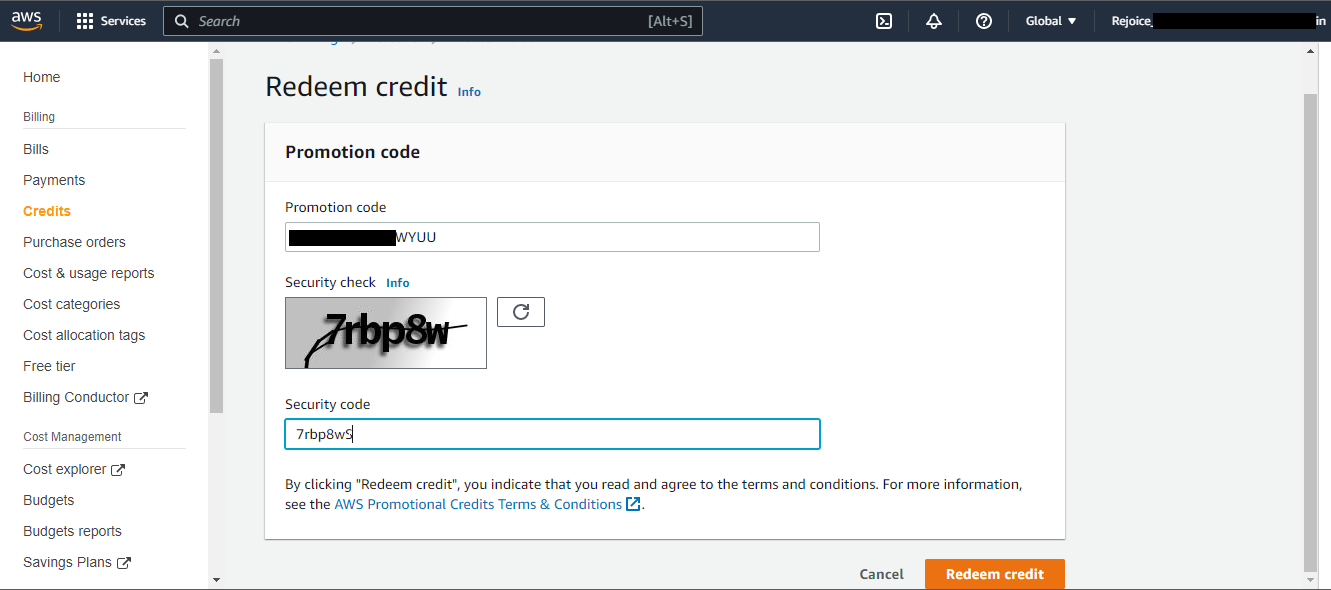 aws
Services
Search [Alt+S]
Global
Rejoice_ in
Home
Billing
Bills
Payments
Credits
Purchase orders
Cost & usage reports
Cost categories
Cost allocation tags
Free tier
Billing Conductor
Cost Management
Cost explorer
Budgets
Budgets reports
Savings Plans
Redeem credit Info
Promotion code
Promotion code
WYUU
Security check Info
7rbp8w
Security code
7rbp8wS
By clicking "Redeem credit", you indicate that you read and agree to the terms and conditions. For more information,
see the AWS Promotional Credits Terms & Conditions.
Cancel
Redeem credit